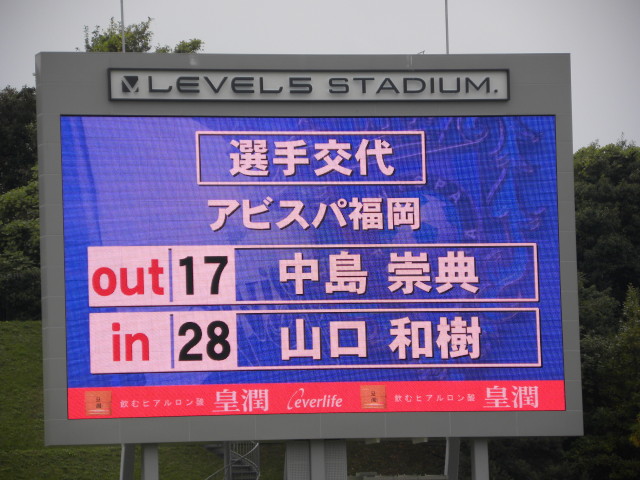 LEVEL5 STADIUM.
選手交代
アビスパ福岡
out 17 中島 崇典
in 28 山口 和樹
飲むヒアルロン酸 皇潤 everlife 飲むヒアルロン酸 皇潤